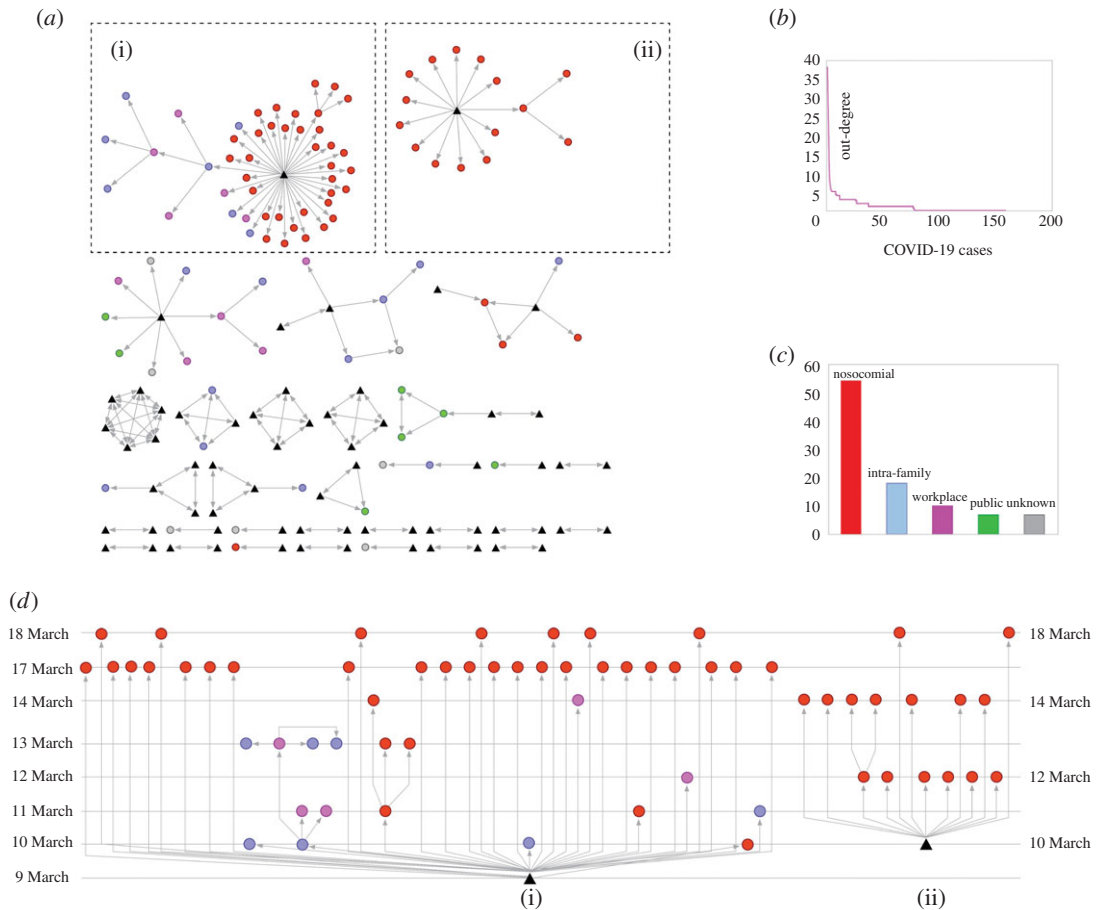 (a)
(i)
(ii)
(b)
40
35
30
25
20
15
10
5
0
out-degree
50
100
150
200
COVID-19 cases
(c)
60
50
40
30
20
10
0
nosocomial
intra-family
workplace
public unknown
(d)
18 March
17 March
14 March
13 March
12 March
11 March
10 March
9 March
18 March
14 March
12 March
10 March
(i)
(ii)